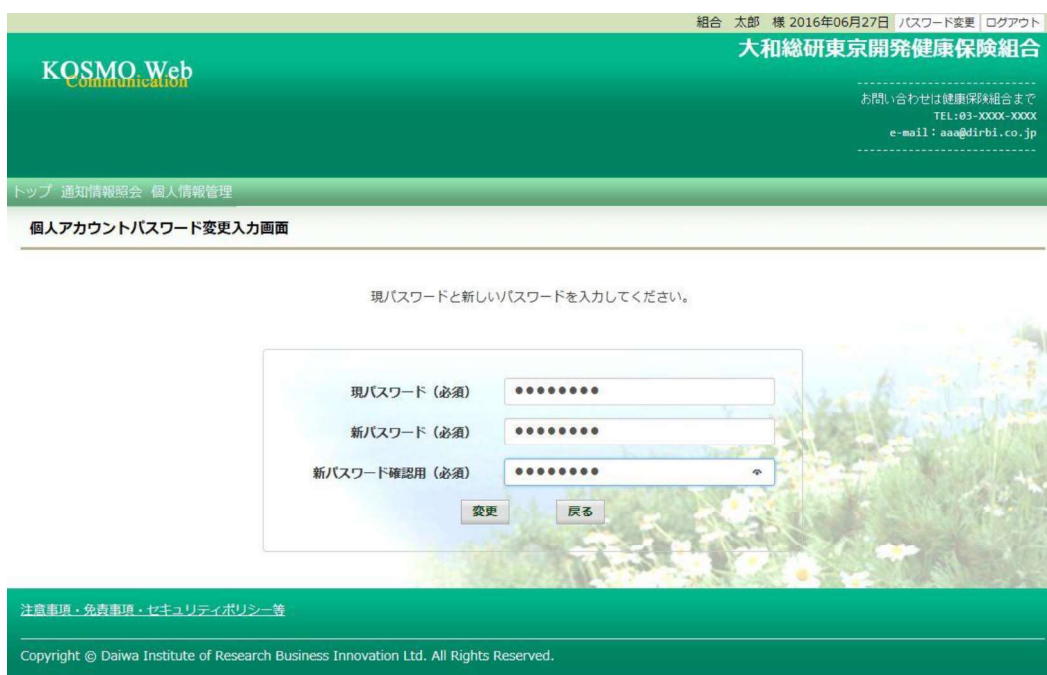 組合 太郎 様 2016年06月27日 パスワード変更 ログアウト
大和総研東京開発健康保険組合
KOSMO Web
Communication
お問い合わせは健康保険組合まで
TEL:03-XXXX-XXXX
e-mail：aaa@dirbi.co.jp
トップ 通知情報照会 個人情報管理
個人アカウントパスワード変更入力画面
現パスワードと新しいパスワードを入力してください。
現パスワード（必須） ●●●●●●●●
新パスワード（必須） ●●●●●●●●
新パスワード確認用（必須） ●●●●●●●●
変更 戻る
注意事項・免責事項・セキュリティポリシー等
Copyright © Daiwa Institute of Research Business Innovation Ltd. All Rights Reserved.